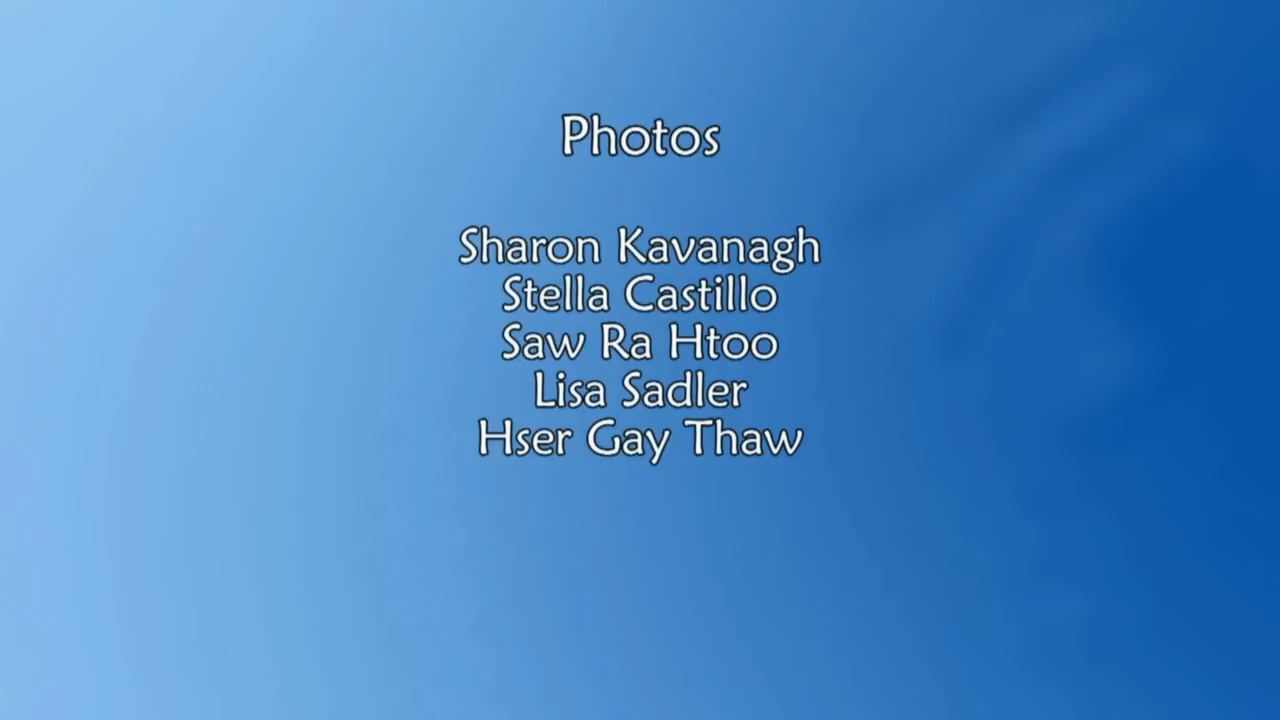 Photos
Sharon Kavanagh
Stella Castillo
Saw Ra Htoo
Lisa Sadler
Hser Gay Thaw